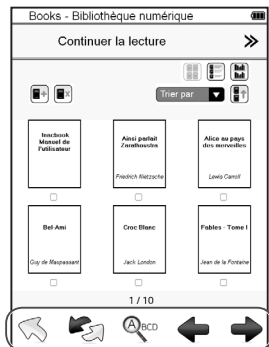 Books - Bibliothèque numérique
Continuer la lecture
Trier par
Inacbook
Manuel de
l'utilisateur
Ainsi parlait
Zarathoustra
Friedrich Nietzsche
Alice au pays
des merveilles
Lewis Carroll
Bel-Ami
Guy de Maupassant
Croc Blanc
Jack London
Fables - Tome I
Jean de la Fontaine
1 / 10
ABCD